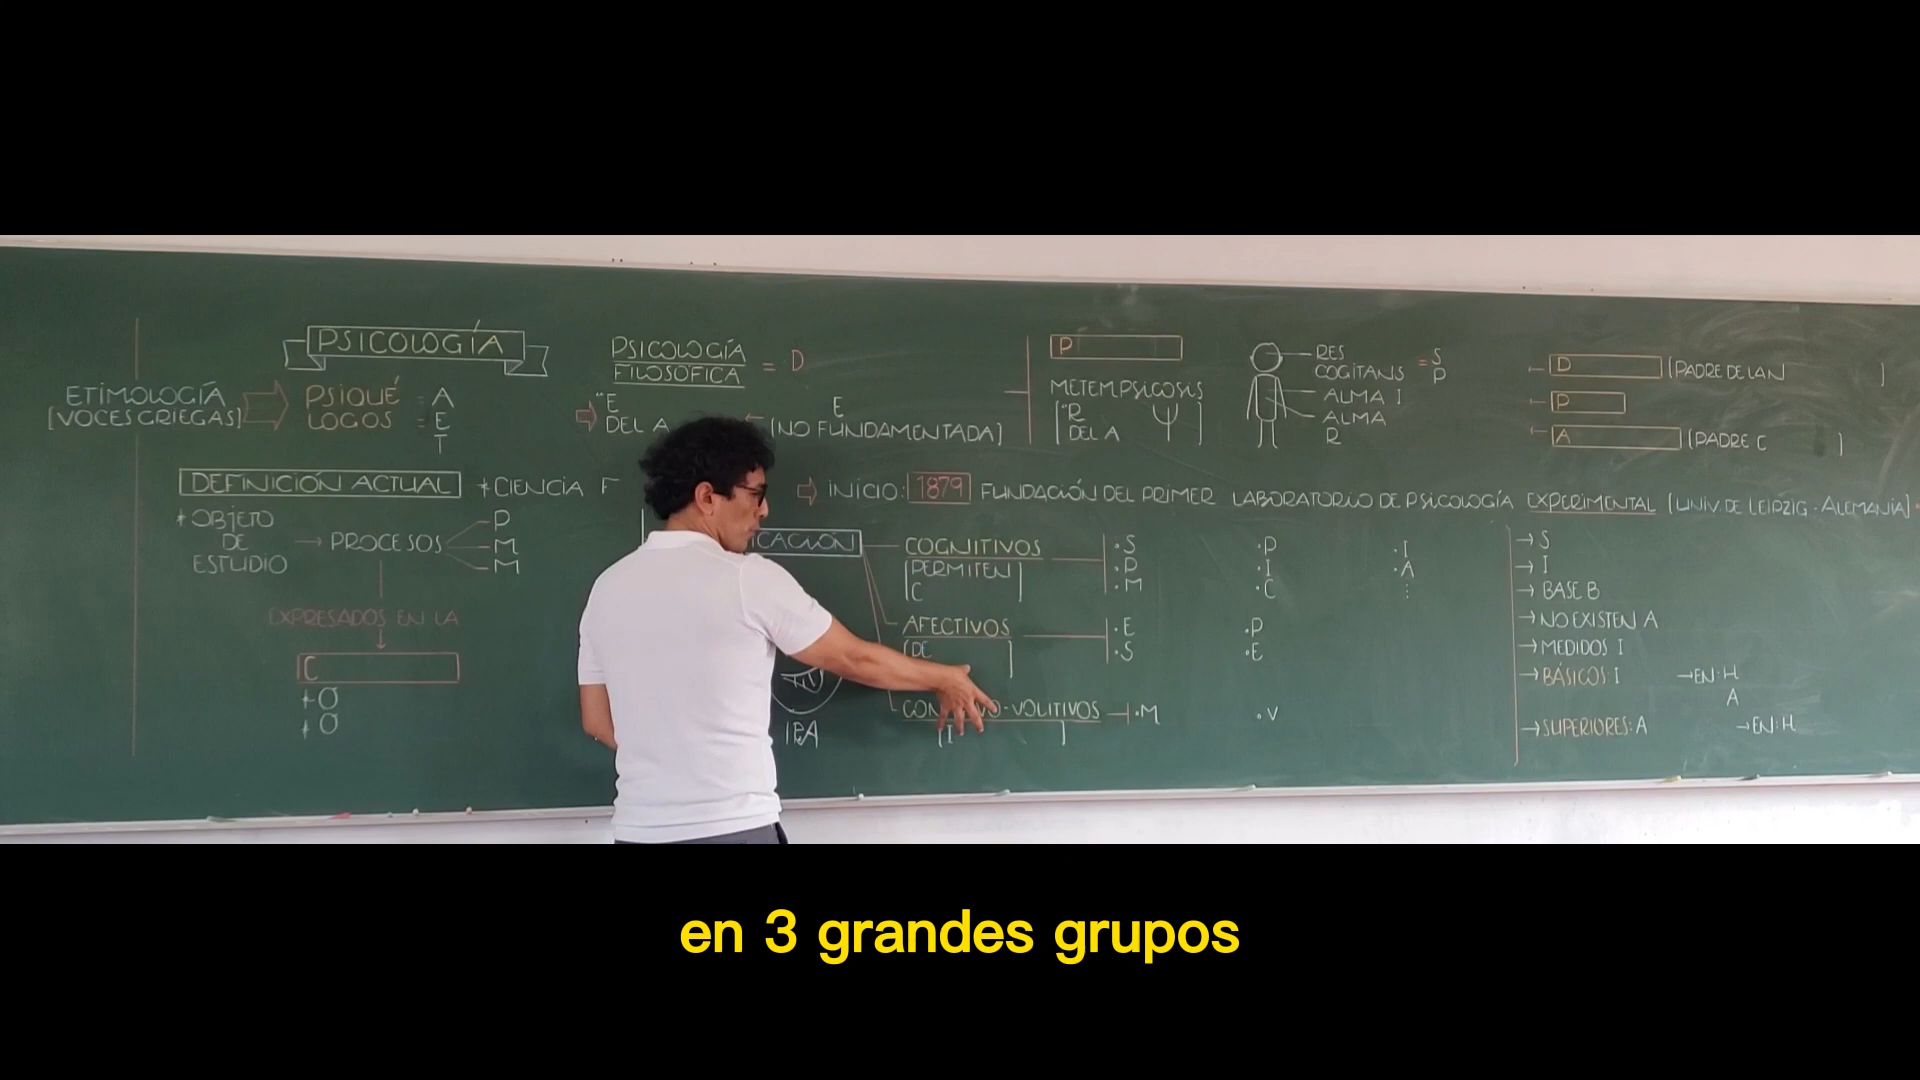 PSICOLOGÍA
ETIMOLOGÍA
[VOCES GRIEGAS]
PSIQUÉ = A
LOGOS = E
T
DEFINICIÓN ACTUAL
* CIENCIA F
* OBJETO
DE
ESTUDIO
→ PROCESOS
P
M
M
EXPRESADOS EN LA
C
+ O
+ O
PSICOLOGÍA
FILOSÓFICA
= D
"E
DEL A
E
(NO FUNDAMENTADA)
P
METEMPSICOSIS
["R
DEL A
Ψ ]
RES
COGITANS
= S
P
ALMA I
ALMA
R
D
(PADRE DE LA N )
P
A
(PADRE C )
INICIO: 1879 FUNDACIÓN DEL PRIMER LABORATORIO DE PSICOLOGÍA EXPERIMENTAL (UNIV. DE LEIPZIG - ALEMANIA)
ICACIÓN
COGNITIVOS
[PERMITEN
C ]
• S
• P
• M
• P
• I
• C
• I
• A
⋮
AFECTIVOS
(DE ]
• E
• S
• P
• E
VO-VOLITIVOS
[I ]
• M
• V
→ S
→ I
→ BASE B
→ NO EXISTEN A
→ MEDIDOS I
→ BÁSICOS: I → EN: H
A
→ SUPERIORES: A → EN: H
en 3 grandes grupos